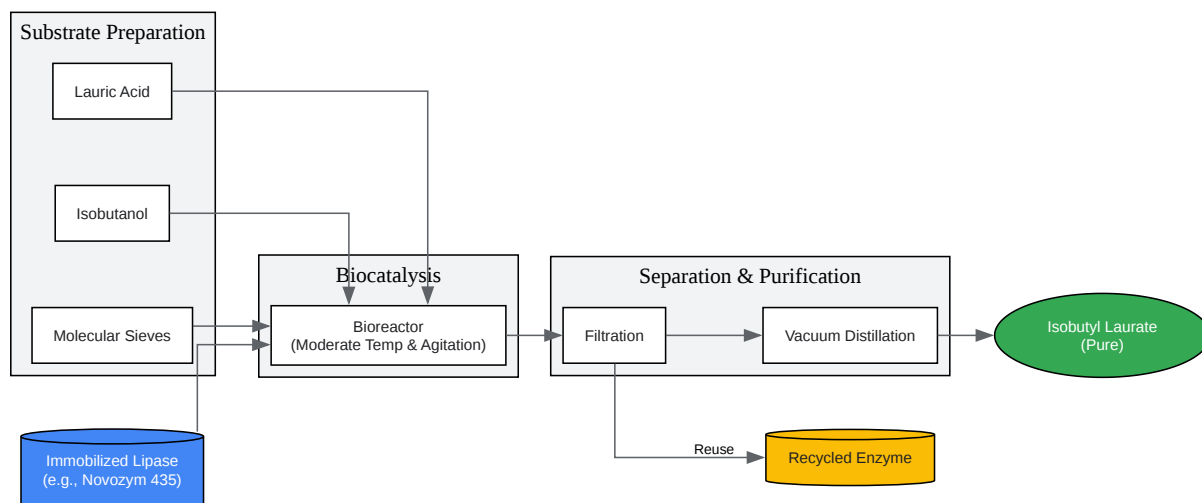 Substrate Preparation
Lauric Acid
Isobutanol
Molecular Sieves
Immobilized Lipase
(e.g., Novozym 435)
Biocatalysis
Bioreactor
(Moderate Temp & Agitation)
Separation & Purification
Filtration
Vacuum Distillation
Reuse
Recycled Enzyme
Isobutyl Laurate
(Pure)